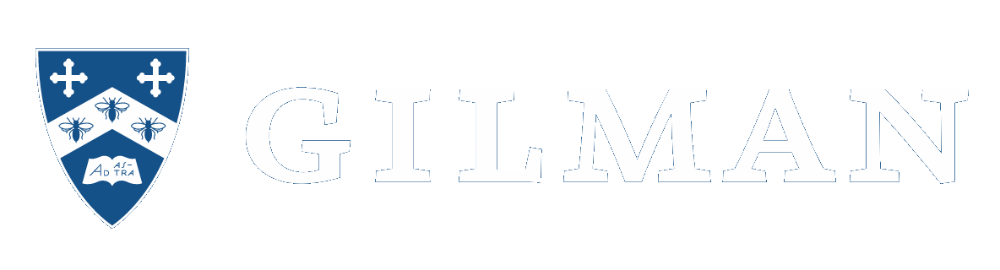 AD AS-
TRA
GILMAN